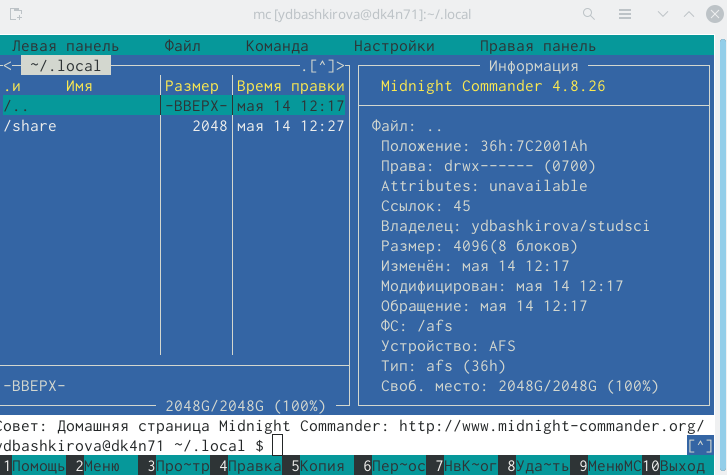 mc [ydbashkirova@dk4n71]:~/.local
Левая панель Файл Команда Настройки Правая панель
<─ ~/.local .[^]>
.и Имя Размер Время правки
/.. -ВВЕРХ- мая 14 12:17
/share 2048 мая 14 12:27
-ВВЕРХ-
2048G/2048G (100%)
Информация
Midnight Commander 4.8.26
Файл: ..
Положение: 36h:7C2001Ah
Права: drwx------ (0700)
Attributes: unavailable
Ссылок: 45
Владелец: ydbashkirova/studsci
Размер: 4096(8 блоков)
Изменён: мая 14 12:17
Модифицирован: мая 14 12:17
Обращение: мая 14 12:17
ФС: /afs
Устройство: AFS
Тип: afs (36h)
Своб. место: 2048G/2048G (100%)
Совет: Домашняя страница Midnight Commander: http://www.midnight-commander.org/
ydbashkirova@dk4n71 ~/.local $ [^]
1Помощь 2Меню 3Про~тр 4Правка 5Копия 6Пер~ос 7НвК~ог 8Уда~ть 9МенюMC 10Выход